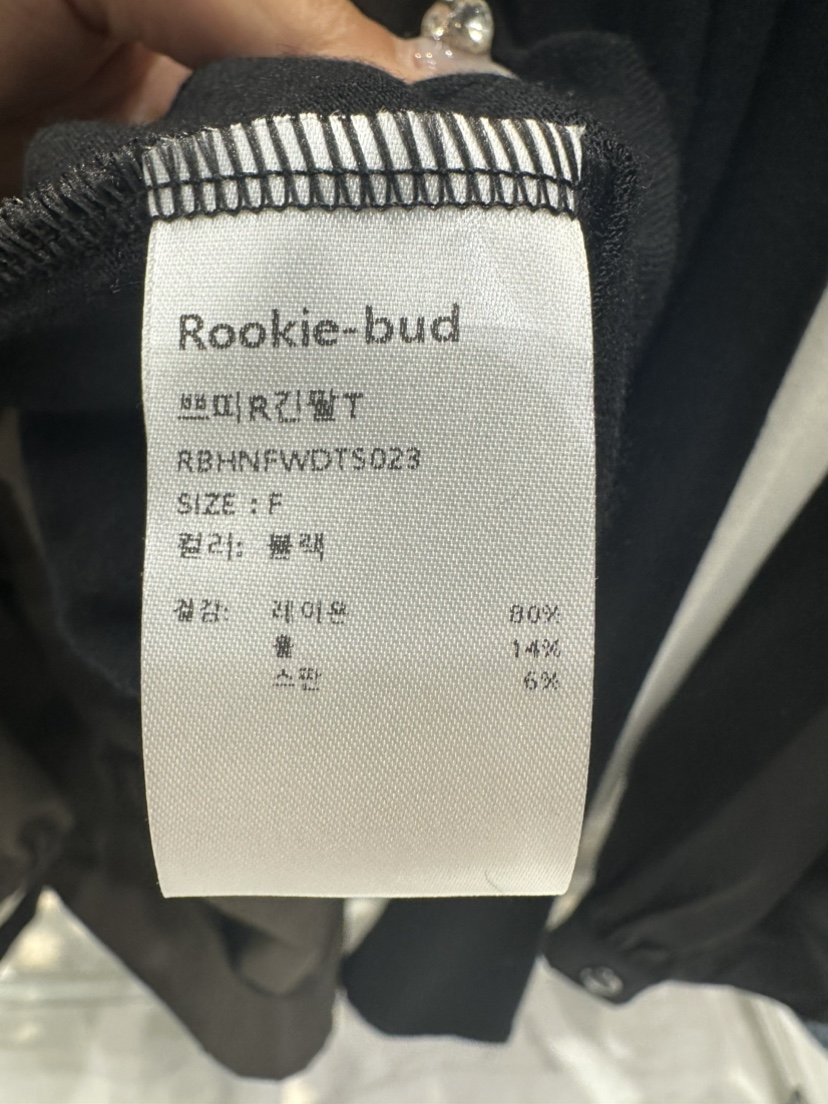 Rookie-bud
쁘띠R긴팔T
RBHNFWDTS023
SIZE : F
컬러: 블랙
겉감: 레이온 80%
울 14%
스판 6%